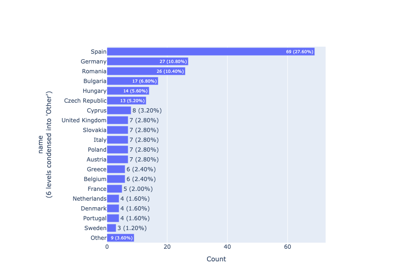 name
(6 levels condensed into 'Other')
Spain 69 (27.60%)
Germany 27 (10.80%)
Romania 26 (10.40%)
Bulgaria 17 (6.80%)
Hungary 14 (5.60%)
Czech Republic 13 (5.20%)
Cyprus 8 (3.20%)
United Kingdom 7 (2.80%)
Slovakia 7 (2.80%)
Italy 7 (2.80%)
Poland 7 (2.80%)
Austria 7 (2.80%)
Greece 6 (2.40%)
Belgium 6 (2.40%)
France 5 (2.00%)
Netherlands 4 (1.60%)
Denmark 4 (1.60%)
Portugal 4 (1.60%)
Sweden 3 (1.20%)
Other 9 (3.60%)
0 20 40 60
Count